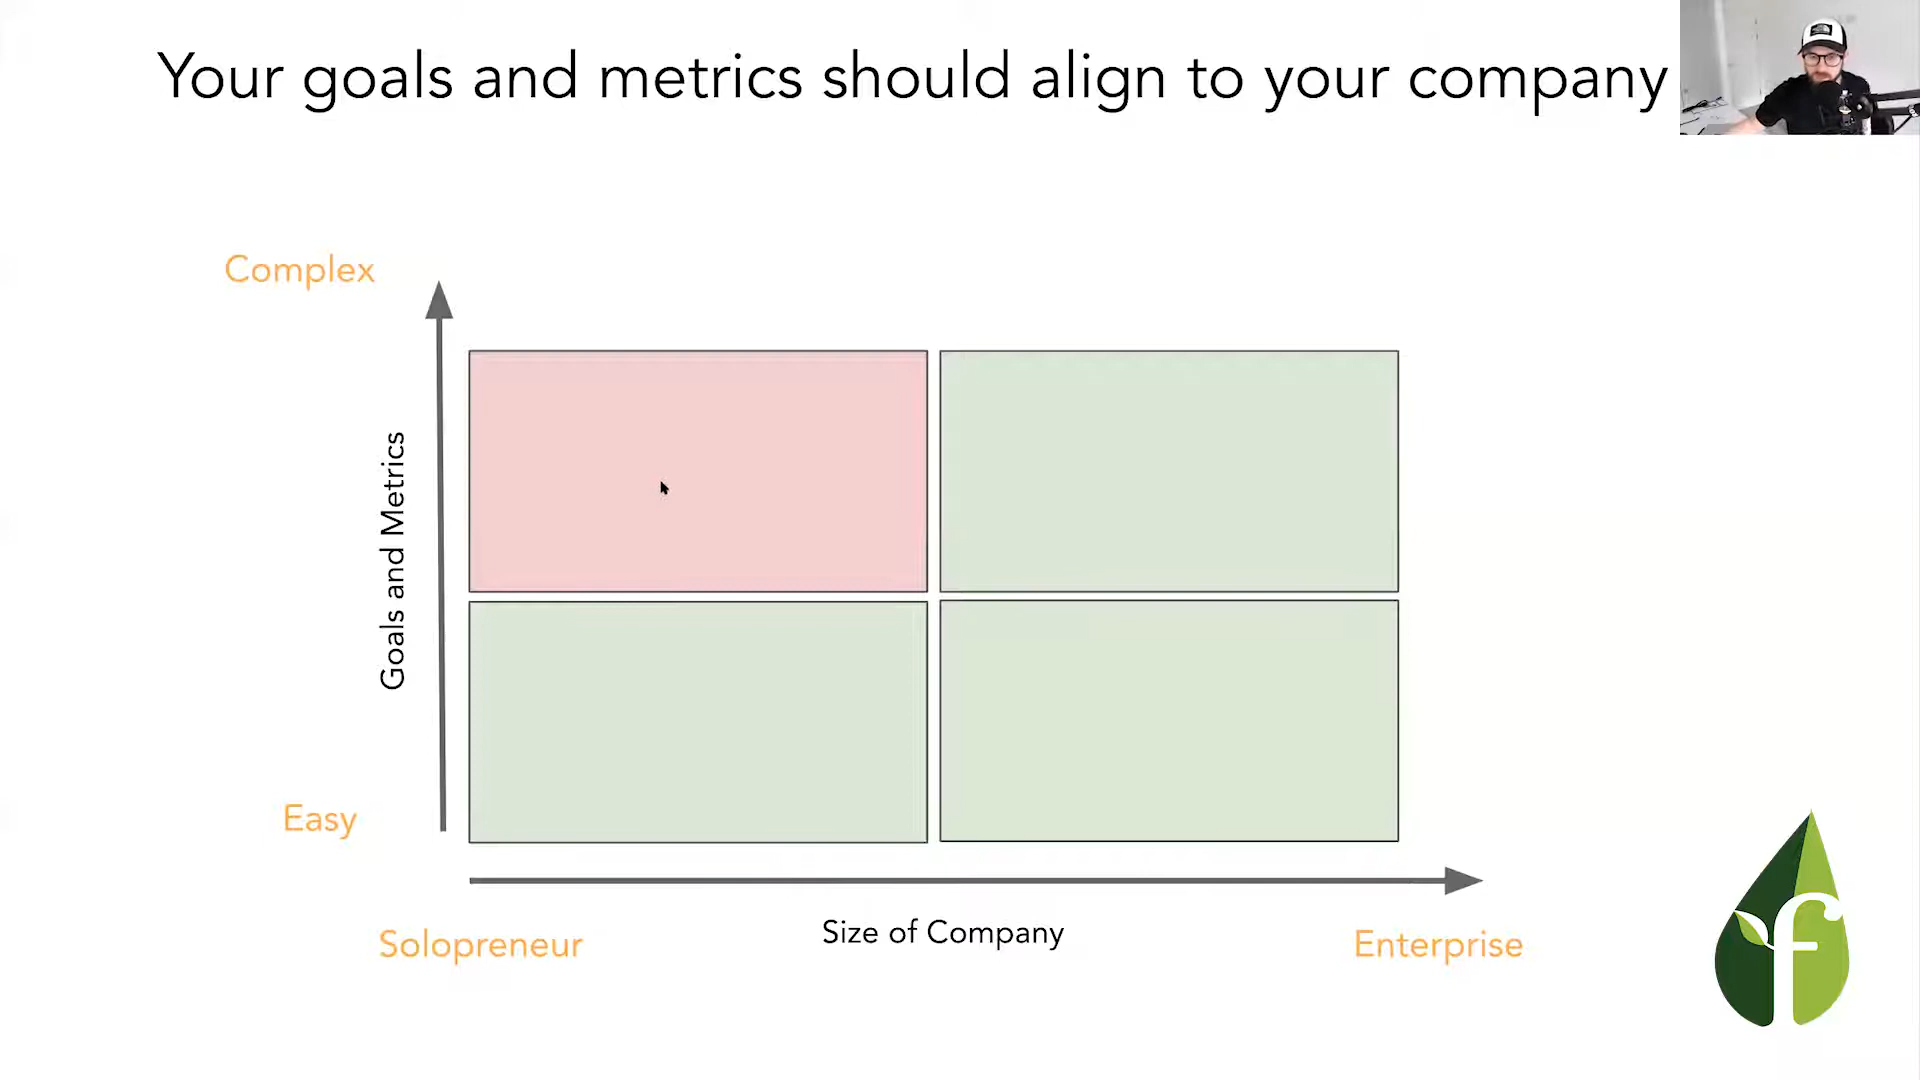 Your goals and metrics should align to your company
Complex
Goals and Metrics
Easy
Size of Company
Solopreneur
Enterprise
f